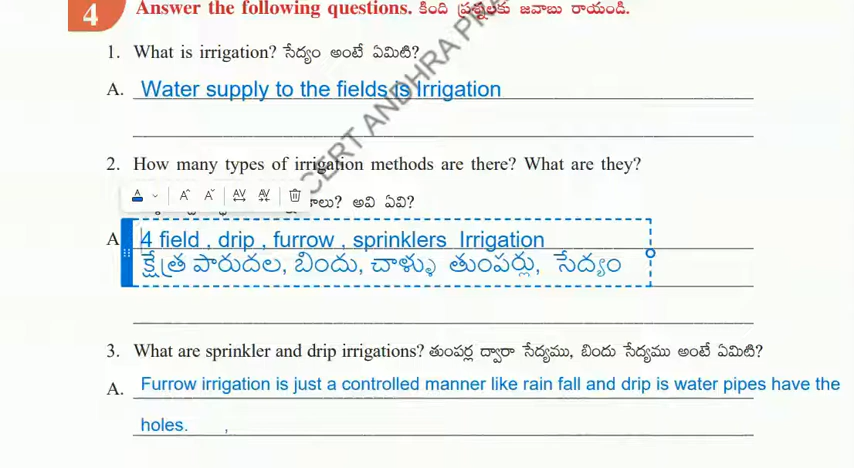 4 Answer the following questions. కింది ప్రశ్నలకు జవాబు రాయండి.
1. What is irrigation? సేద్యం అంటే ఏమిటి?
A. Water supply to the fields is Irrigation
CERT ANDHRA PRA
2. How many types of irrigation methods are there? What are they?
అవి ఏవి?
A 4 field , drip , furrow , sprinklers Irrigation
క్షేత్ర పారుదల, బిందు, చాళ్ళు తుంపర్లు, సేద్యం
3. What are sprinkler and drip irrigations? తుంపర్ల ద్వారా సేద్యము, బిందు సేద్యము అంటే ఏమిటి?
A. Furrow irrigation is just a controlled manner like rain fall and drip is water pipes have the
holes. ,